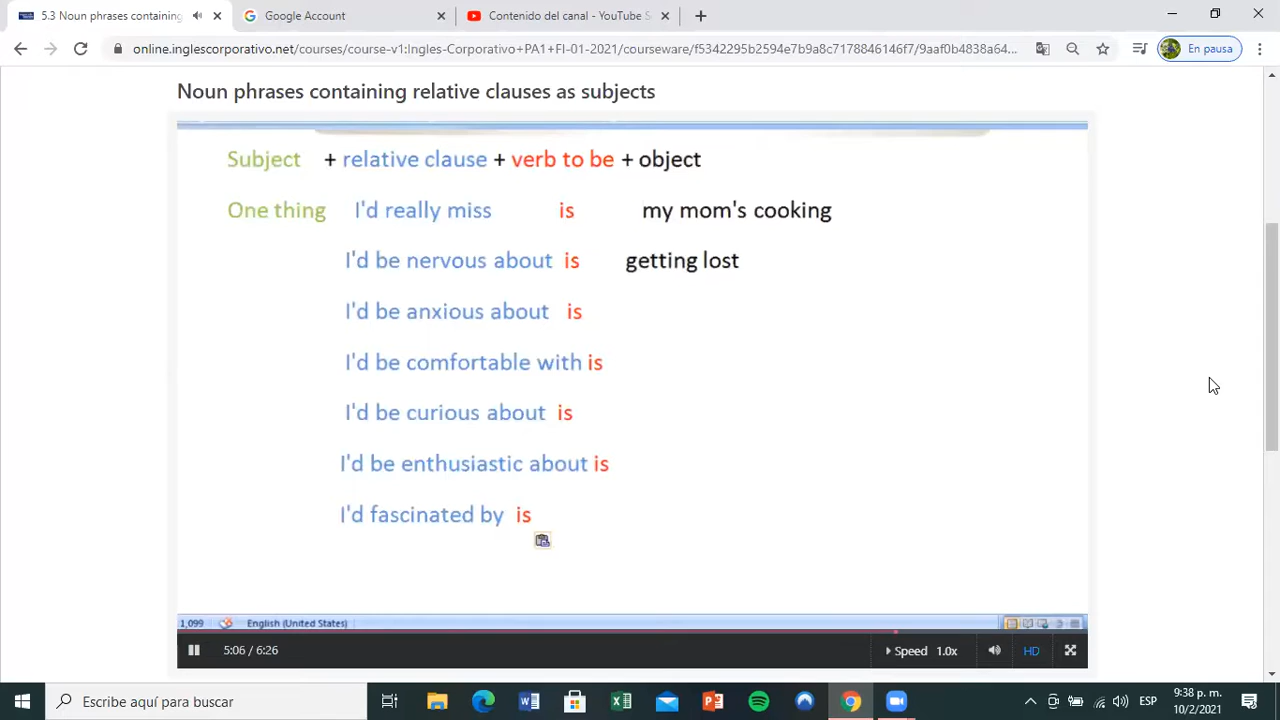 5.3 Noun phrases containing
Google Account
Contenido del canal - YouTube S
online.inglescorporativo.net/courses/course-v1:Ingles-Corporativo+PA1+FI-01-2021/courseware/f5342295b2594e7b9a8c7178846146f7/9aaf0b4838a64...
En pausa
Noun phrases containing relative clauses as subjects
Subject + relative clause + verb to be + object
One thing I'd really miss is my mom's cooking
I'd be nervous about is getting lost
I'd be anxious about is
I'd be comfortable with is
I'd be curious about is
I'd be enthusiastic about is
I'd fascinated by is
1,099 English (United States)
5:06 / 6:26 Speed 1.0x HD
Escribe aquí para buscar
ESP
9:38 p. m.
10/2/2021